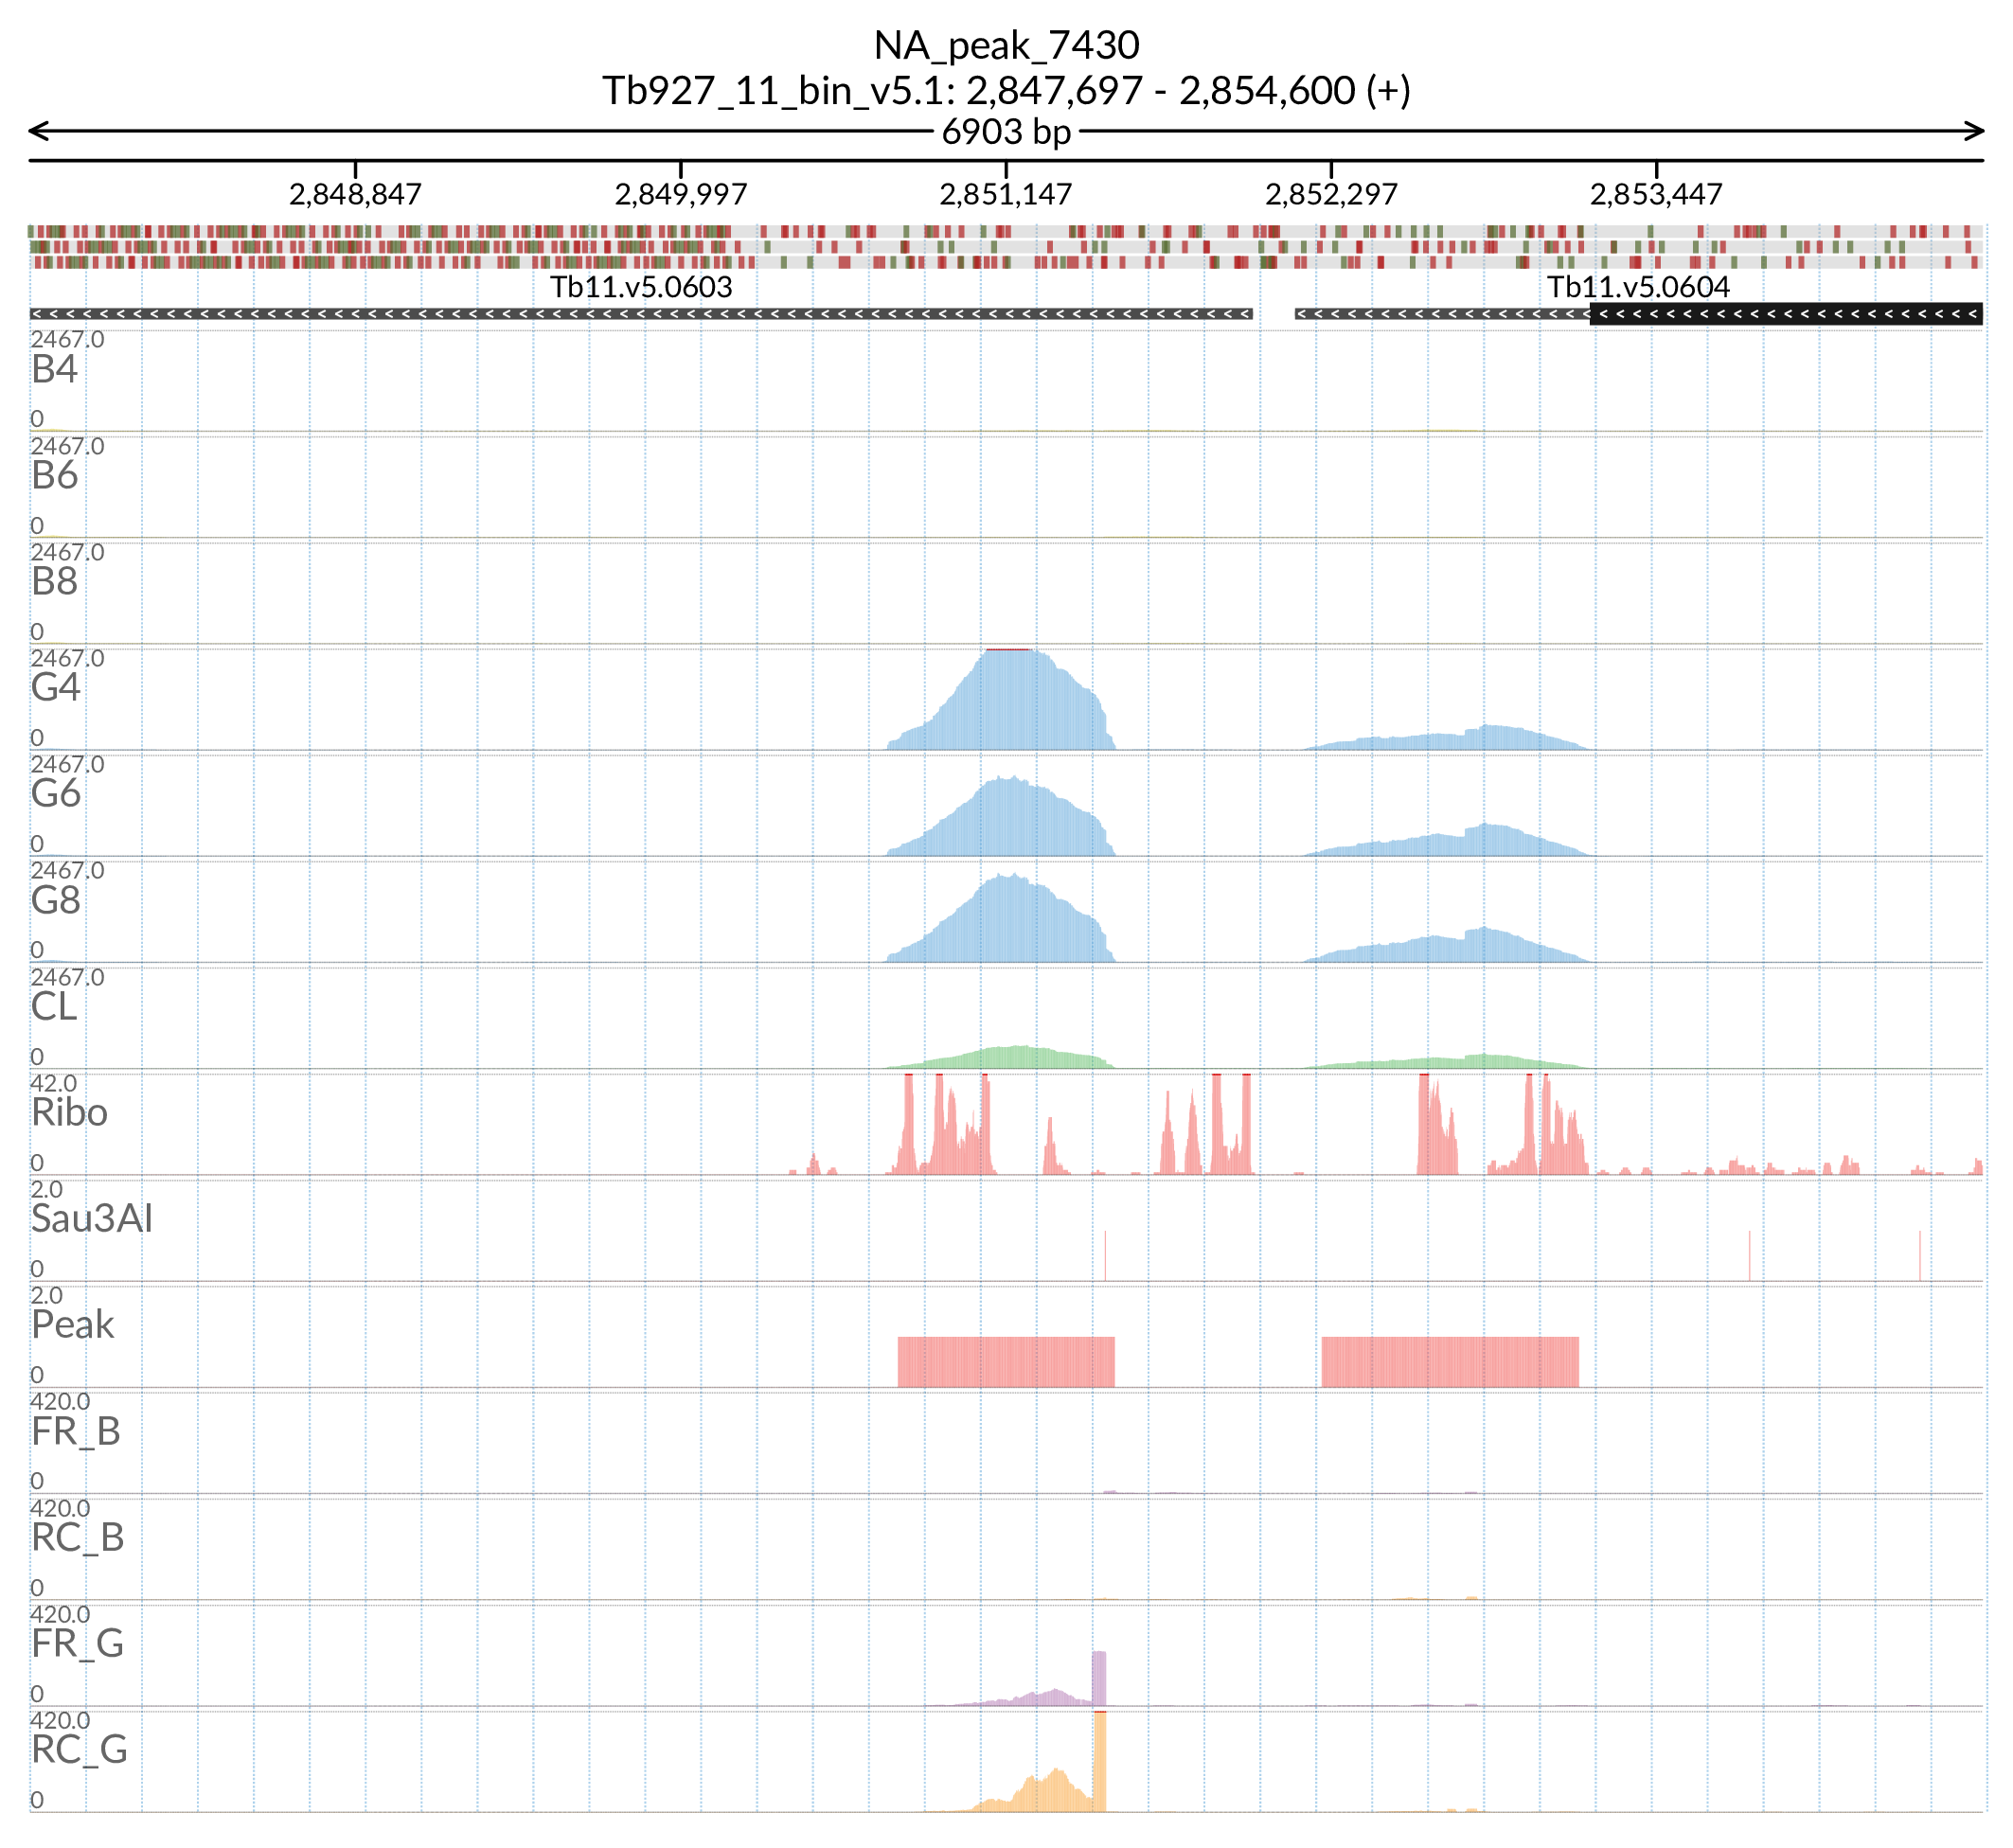 NA_peak_7430
Tb927_11_bin_v5.1: 2,847,697 - 2,854,600 (+)
6903 bp
2,848,847 2,849,997 2,851,147 2,852,297 2,853,447
Tb11.v5.0603 Tb11.v5.0604
2467.0
B4
0
2467.0
B6
0
2467.0
B8
0
2467.0
G4
0
2467.0
G6
0
2467.0
G8
0
2467.0
CL
0
42.0
Ribo
0
2.0
Sau3AI
0
2.0
Peak
0
420.0
FR_B
0
420.0
RC_B
0
420.0
FR_G
0
420.0
RC_G
0